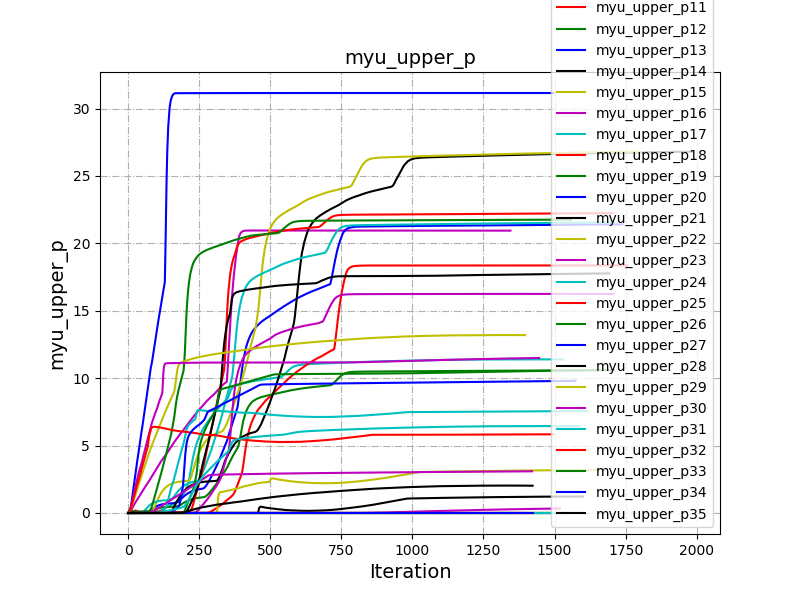 myu_upper_p11
myu_upper_p12
myu_upper_p13
myu_upper_p
myu_upper_p14
myu_upper_p15
myu_upper_p16
myu_upper_p17
myu_upper_p18
myu_upper_p19
myu_upper_p20
myu_upper_p21
myu_upper_p22
myu_upper_p23
myu_upper_p24
myu_upper_p25
myu_upper_p26
myu_upper_p27
myu_upper_p28
myu_upper_p29
myu_upper_p30
myu_upper_p31
myu_upper_p32
myu_upper_p33
myu_upper_p34
myu_upper_p35
myu_upper_p
30
25
20
15
10
5
0
0 250 500 750 1000 1250 1500 1750 2000
Iteration